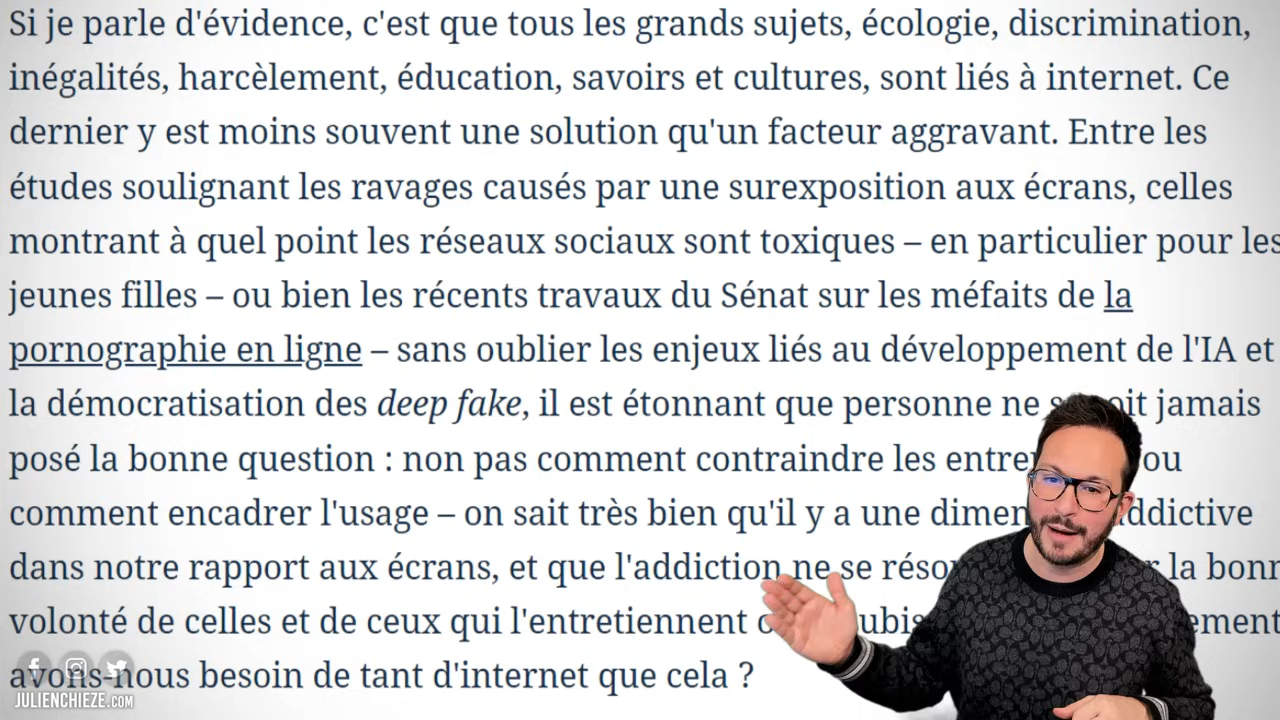 Si je parle d'évidence, c'est que tous les grands sujets, écologie, discrimination,
inégalités, harcèlement, éducation, savoirs et cultures, sont liés à internet. Ce
dernier y est moins souvent une solution qu'un facteur aggravant. Entre les
études soulignant les ravages causés par une surexposition aux écrans, celles
montrant à quel point les réseaux sociaux sont toxiques – en particulier pour les
jeunes filles – ou bien les récents travaux du Sénat sur les méfaits de la
pornographie en ligne – sans oublier les enjeux liés au développement de l'IA et
la démocratisation des deep fake, il est étonnant que personne ne jamais
posé la bonne question : non pas comment contraindre les ou
comment encadrer l'usage – on sait très bien qu'il y a une addictive
dans notre rapport aux écrans, et que l'addiction ne se la
volonté de celles et de ceux qui l'entretiennent
avons-nous besoin de tant d'internet que cela ?
JULIENCHIEZE.COM